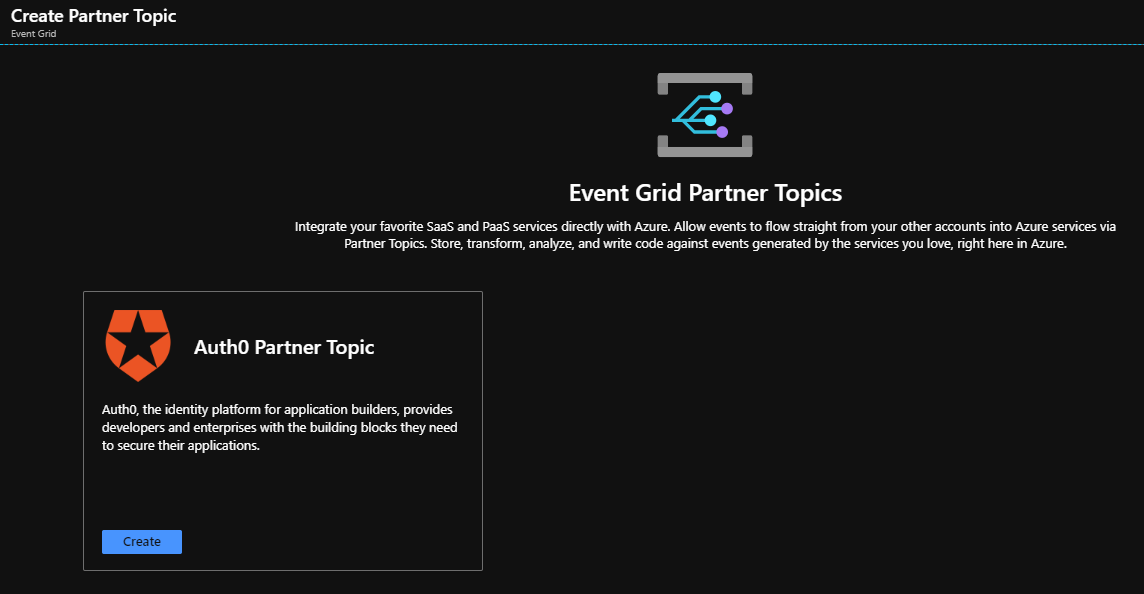 Create Partner Topic
Event Grid
Event Grid Partner Topics
Integrate your favorite SaaS and PaaS services directly with Azure. Allow events to flow straight from your other accounts into Azure services via
Partner Topics. Store, transform, analyze, and write code against events generated by the services you love, right here in Azure.
Auth0 Partner Topic
Auth0, the identity platform for application builders, provides
developers and enterprises with the building blocks they need
to secure their applications.
Create